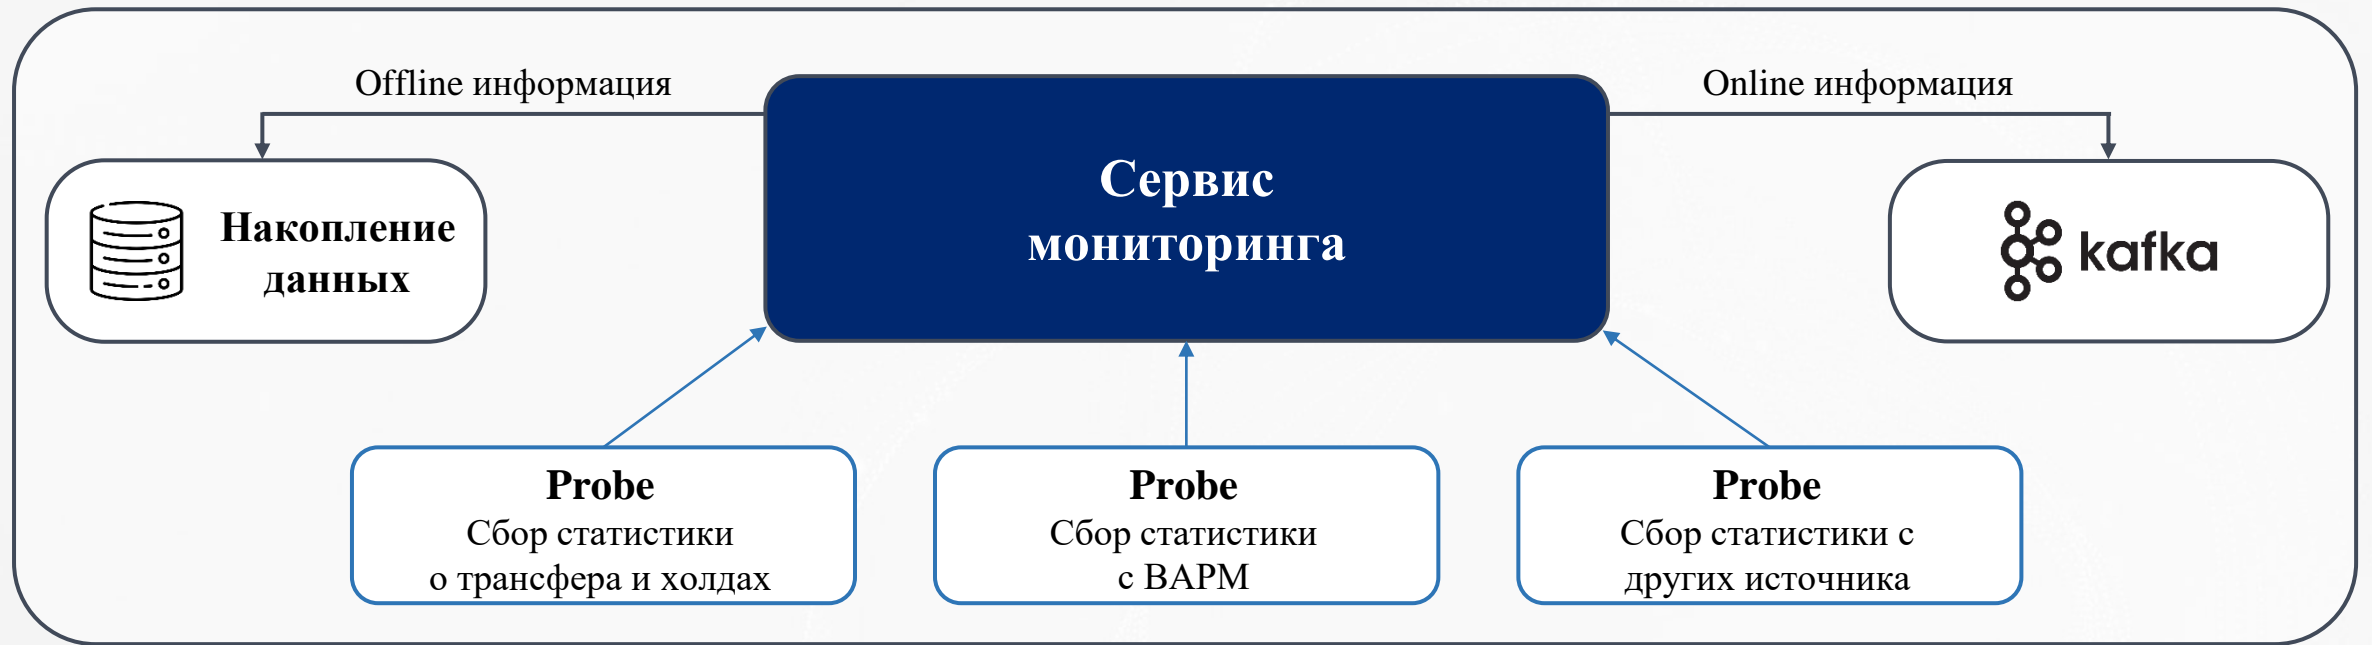 Offline информация
Online информация
Сервис
мониторинга
Накопление
данных
kafka
Probe
Сбор статистики
о трансфера и холдах
Probe
Сбор статистики
с ВАРМ
Probe
Сбор статистики с
других источника